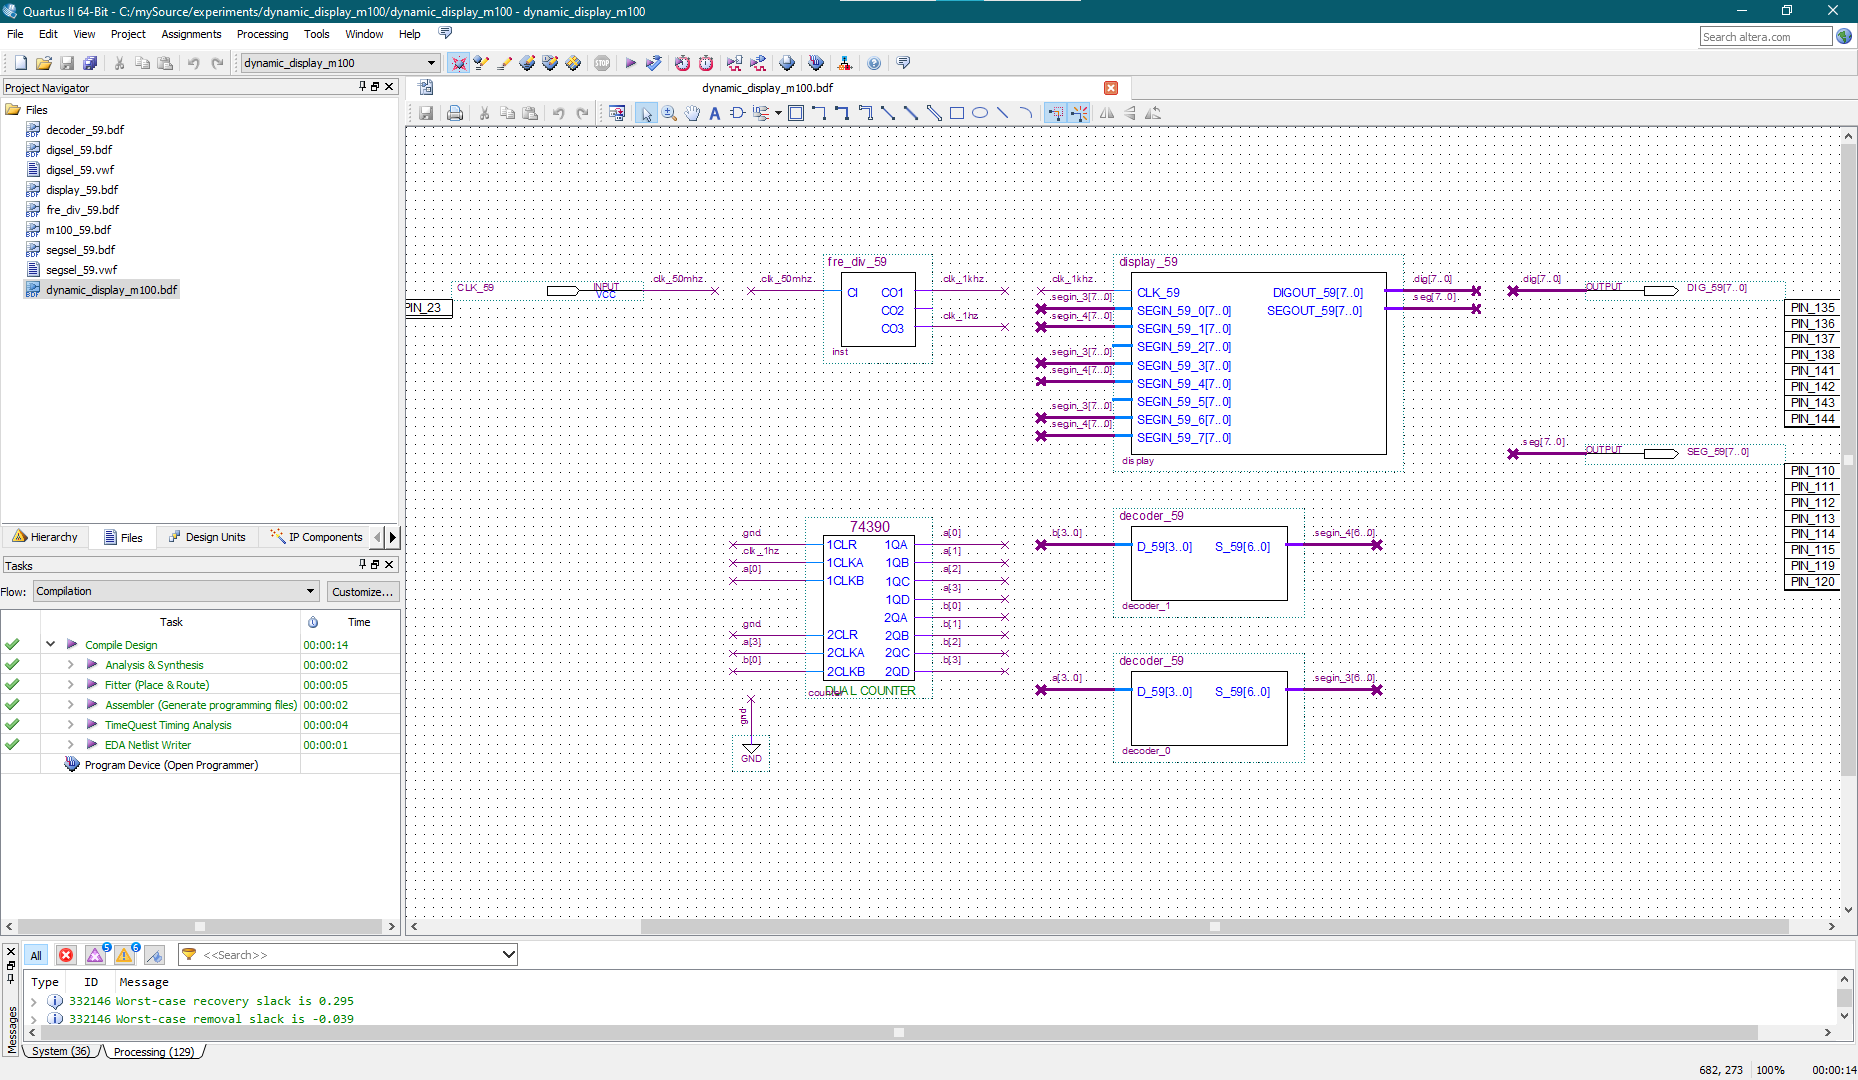 Quartus II 64-Bit - C:/mySource/experiments/dynamic_display_m100/dynamic_display_m100 - dynamic_display_m100
File Edit View Project Assignments Processing Tools Window Help
Search altera.com
dynamic_display_m100
Project Navigator
dynamic_display_m100.bdf
Files
decoder_59.bdf
digsel_59.bdf
digsel_59.vwf
display_59.bdf
fre_div_59.bdf
m100_59.bdf
segsel_59.bdf
segsel_59.vwf
dynamic_display_m100.bdf
Hierarchy Files Design Units IP Components
Tasks
Flow: Compilation Customize...
Task Time
Compile Design 00:00:14
Analysis & Synthesis 00:00:02
Fitter (Place & Route) 00:00:05
Assembler (Generate programming files) 00:00:02
TimeQuest Timing Analysis 00:00:04
EDA Netlist Writer 00:00:01
Program Device (Open Programmer)
CLK_59
INPUT
VCC
clk_50mhz
PIN_23
fre_div_59
clk_50mhz
CI CO1
CO2
CO3
clk_1khz
clk_1hz
inst
display_59
clk_1khz
segin_3[7..0]
segin_4[7..0]
segin_3[7..0]
segin_4[7..0]
segin_3[7..0]
segin_4[7..0]
CLK_59 DIGOUT_59[7..0]
SEGIN_59_0[7..0] SEGOUT_59[7..0]
SEGIN_59_1[7..0]
SEGIN_59_2[7..0]
SEGIN_59_3[7..0]
SEGIN_59_4[7..0]
SEGIN_59_5[7..0]
SEGIN_59_6[7..0]
SEGIN_59_7[7..0]
display
dig[7..0]
seg[7..0]
dig[7..0] OUTPUT DIG_59[7..0]
PIN_135
PIN_136
PIN_137
PIN_138
PIN_141
PIN_142
PIN_143
PIN_144
seg[7..0] OUTPUT SEG_59[7..0]
PIN_110
PIN_111
PIN_112
PIN_113
PIN_114
PIN_115
PIN_119
PIN_120
74390
gnd 1CLR 1QA a[0]
clk_1hz 1CLKA 1QB a[1]
a[0] 1CLKB 1QC a[2]
1QD a[3]
2QA b[0]
gnd 2CLR 2QB b[1]
a[3] 2CLKA 2QC b[2]
b[0] 2CLKB 2QD b[3]
counter DUAL COUNTER
gnd
GND
decoder_59
b[3..0] D_59[3..0] S_59[6..0] segin_4[6..0]
decoder_1
decoder_59
a[3..0] D_59[3..0] S_59[6..0] segin_3[6..0]
decoder_0
All 5 6 <<Search>>
Type ID Message
332146 Worst-case recovery slack is 0.295
332146 Worst-case removal slack is -0.039
Messages
System (36) Processing (129)
682, 273 100% 00:00:14